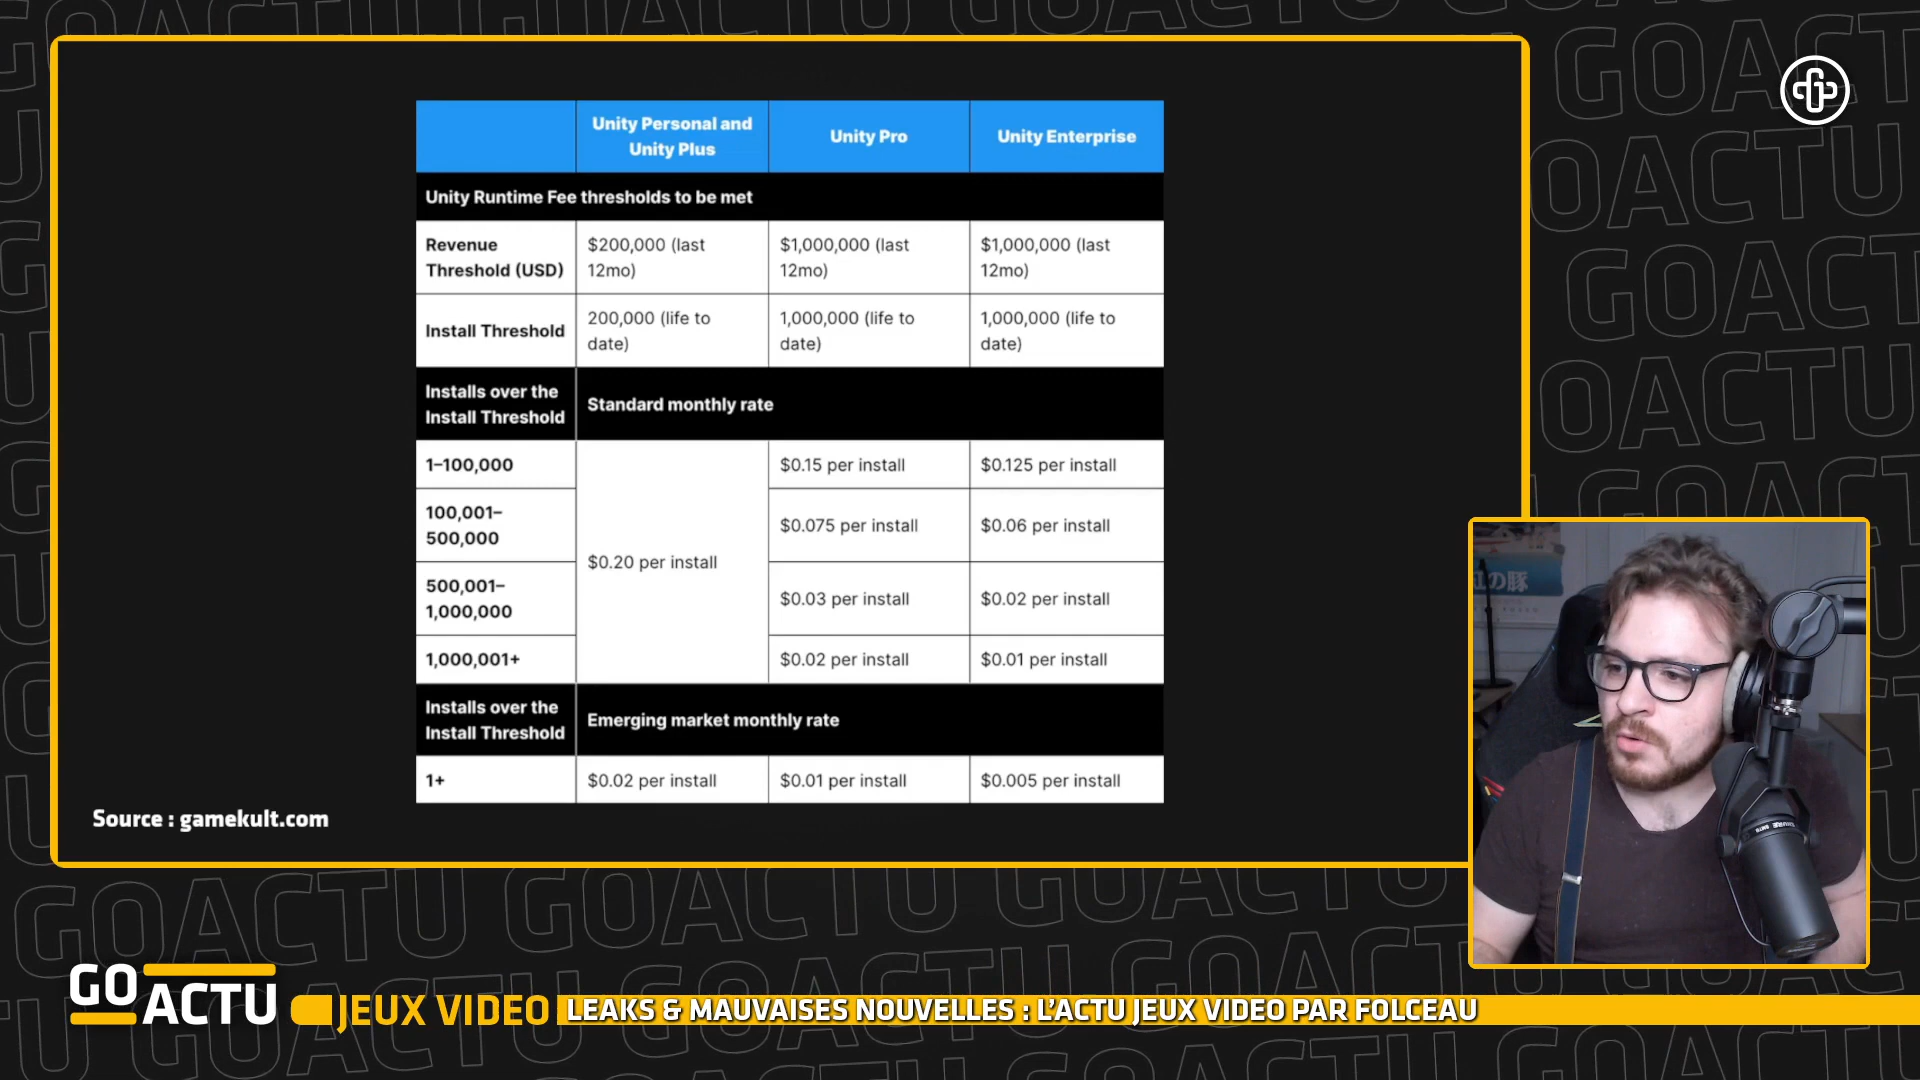 Unity Personal and
Unity Plus
Unity Pro
Unity Enterprise
Unity Runtime Fee thresholds to be met
Revenue
Threshold (USD)
$200,000 (last
12mo)
$1,000,000 (last
12mo)
$1,000,000 (last
12mo)
Install Threshold
200,000 (life to
date)
1,000,000 (life to
date)
1,000,000 (life to
date)
Installs over the
Install Threshold
Standard monthly rate
1–100,000
$0.20 per install
$0.15 per install
$0.125 per install
100,001–
500,000
$0.075 per install
$0.06 per install
500,001–
1,000,000
$0.03 per install
$0.02 per install
1,000,001+
$0.02 per install
$0.01 per install
Installs over the
Install Threshold
Emerging market monthly rate
1+
$0.02 per install
$0.01 per install
$0.005 per install
Source : gamekult.com
の豚
SHURE SM7B
GO
ACTU
JEUX VIDEO
LEAKS & MAUVAISES NOUVELLES : L'ACTU JEUX VIDEO PAR FOLCEAU
GOACTU